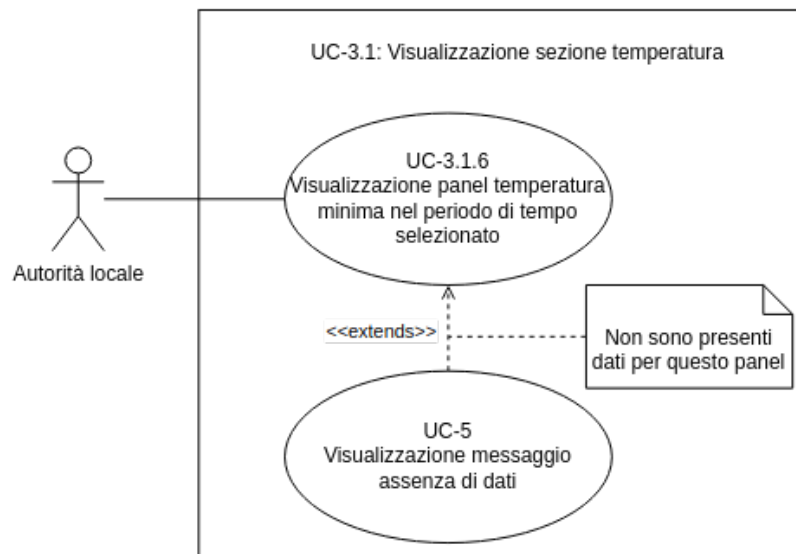 UC-3.1: Visualizzazione sezione temperatura
UC-3.1.6
Visualizzazione panel temperatura
minima nel periodo di tempo
selezionato
Autorità locale
<<extends>>
Non sono presenti
dati per questo panel
UC-5
Visualizzazione messaggio
assenza di dati